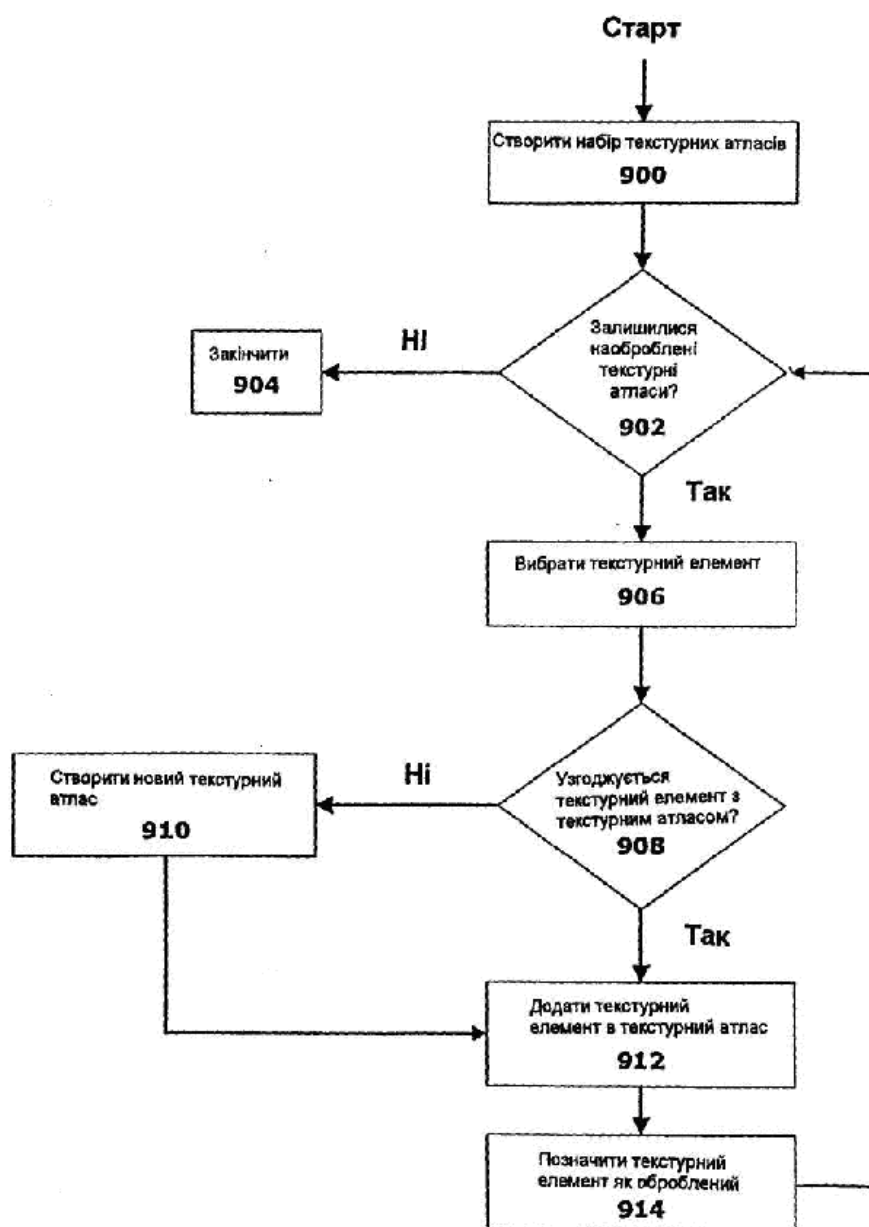 Старт
Створити набір текстурних атласів
900
Залишилися
наоброблені
текстурні
атласи?
902
НІ
Закінчити
904
Так
Вибрати текстурний елемент
906
Узгоджується
текстурний елемент з
текстурним атласом?
908
Ні
Створити новий текстурний
атлас
910
Так
Додати текстурний
елемент в текстурний атлас
912
Позначити текстурний
елемент як оброблений
914